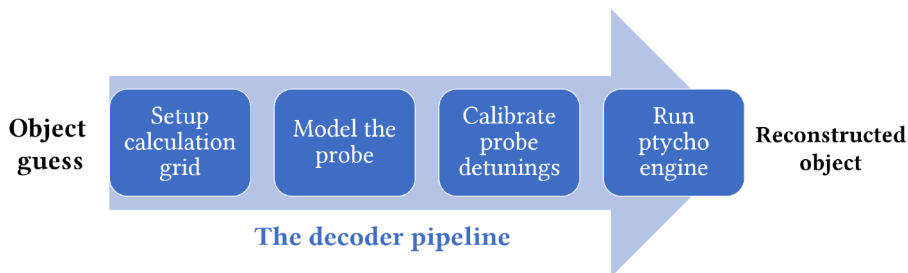 Object
guess
Setup
calculation
grid
Model the
probe
Calibrate
probe
detunings
Run
ptycho
engine
Reconstructed
object
The decoder pipeline